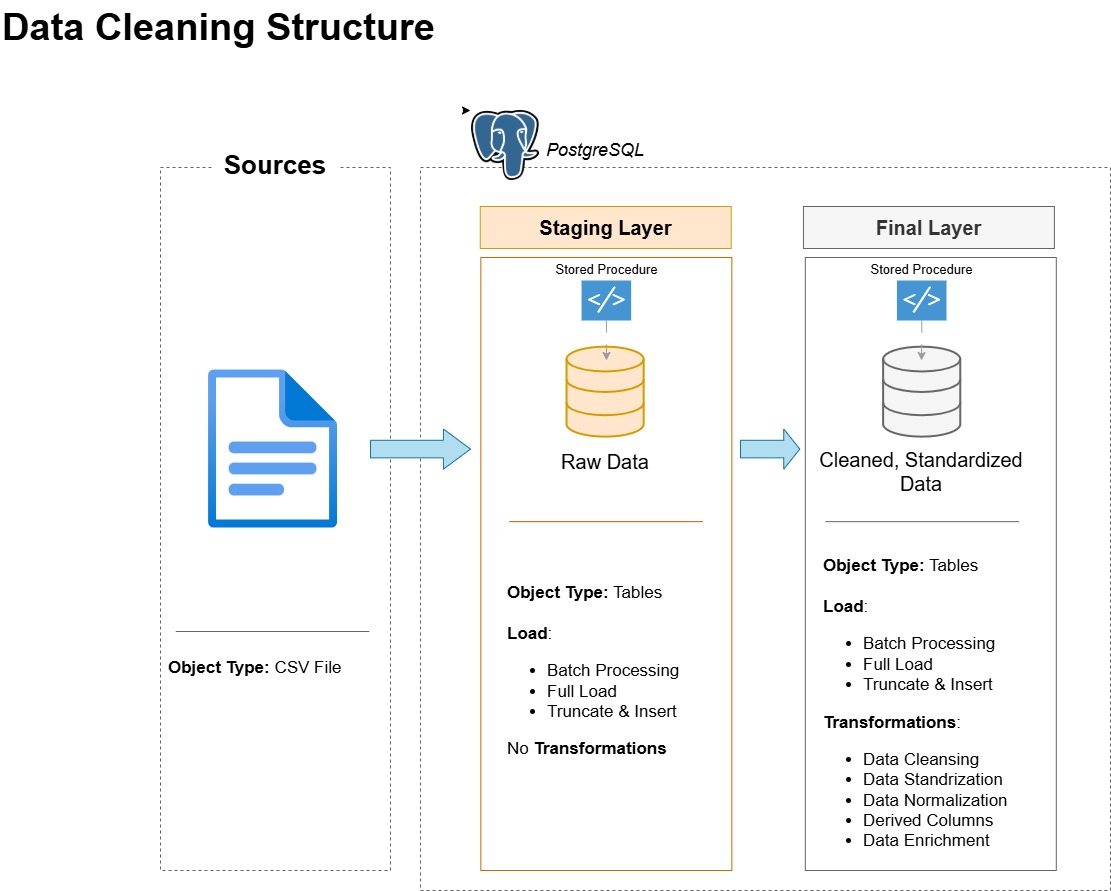 Data Cleaning Structure
PostgreSQL
Sources
Object Type: CSV File
Staging Layer
Stored Procedure
</>
Raw Data
Object Type: Tables
Load:
• Batch Processing
• Full Load
• Truncate & Insert
No Transformations
Final Layer
Stored Procedure
</>
Cleaned, Standardized
Data
Object Type: Tables
Load:
• Batch Processing
• Full Load
• Truncate & Insert
Transformations:
• Data Cleansing
• Data Standrization
• Data Normalization
• Derived Columns
• Data Enrichment